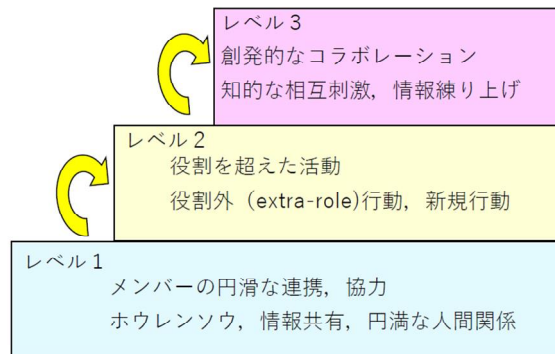 レベル３
創発的なコラボレーション
知的な相互刺激，情報練り上げ
レベル２
役割を超えた活動
役割外（extra-role)行動，新規行動
レベル１
メンバーの円滑な連携，協力
ホウレンソウ，情報共有，円満な人間関係